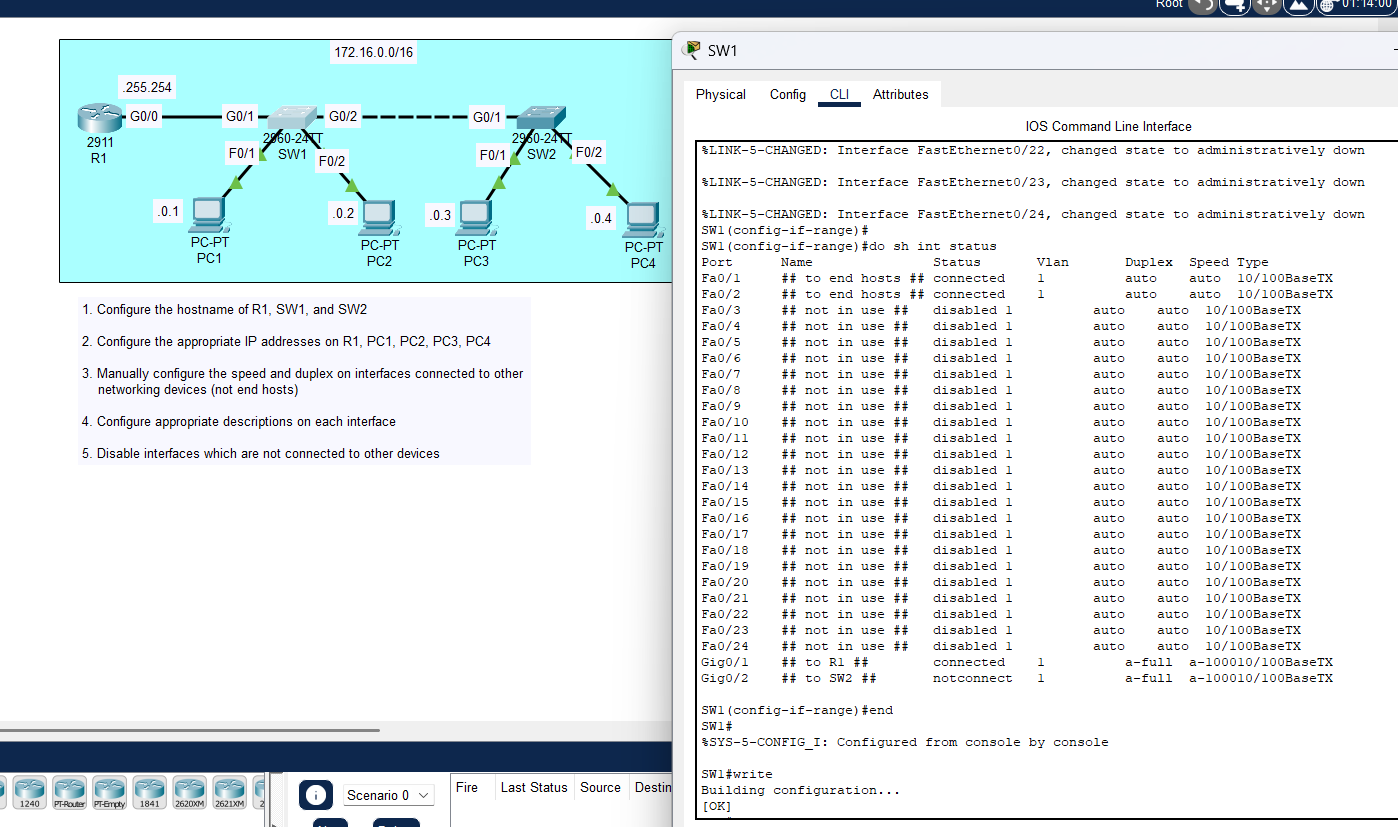 Root
01:14:00
172.16.0.0/16
.255.254
G0/0
G0/1
G0/2
G0/1
2911
R1
2960-24TT
SW1
2960-24TT
SW2
F0/1
F0/2
F0/1
F0/2
.0.1
.0.2
.0.3
.0.4
PC-PT
PC1
PC-PT
PC2
PC-PT
PC3
PC-PT
PC4
1. Configure the hostname of R1, SW1, and SW2
2. Configure the appropriate IP addresses on R1, PC1, PC2, PC3, PC4
3. Manually configure the speed and duplex on interfaces connected to other
networking devices (not end hosts)
4. Configure appropriate descriptions on each interface
5. Disable interfaces which are not connected to other devices
SW1
Physical Config CLI Attributes
IOS Command Line Interface
%LINK-5-CHANGED: Interface FastEthernet0/22, changed state to administratively down
%LINK-5-CHANGED: Interface FastEthernet0/23, changed state to administratively down
%LINK-5-CHANGED: Interface FastEthernet0/24, changed state to administratively down
SW1(config-if-range)#
SW1(config-if-range)#do sh int status
Port Name Status Vlan Duplex Speed Type
Fa0/1 ## to end hosts ## connected 1 auto auto 10/100BaseTX
Fa0/2 ## to end hosts ## connected 1 auto auto 10/100BaseTX
Fa0/3 ## not in use ## disabled 1 auto auto 10/100BaseTX
Fa0/4 ## not in use ## disabled 1 auto auto 10/100BaseTX
Fa0/5 ## not in use ## disabled 1 auto auto 10/100BaseTX
Fa0/6 ## not in use ## disabled 1 auto auto 10/100BaseTX
Fa0/7 ## not in use ## disabled 1 auto auto 10/100BaseTX
Fa0/8 ## not in use ## disabled 1 auto auto 10/100BaseTX
Fa0/9 ## not in use ## disabled 1 auto auto 10/100BaseTX
Fa0/10 ## not in use ## disabled 1 auto auto 10/100BaseTX
Fa0/11 ## not in use ## disabled 1 auto auto 10/100BaseTX
Fa0/12 ## not in use ## disabled 1 auto auto 10/100BaseTX
Fa0/13 ## not in use ## disabled 1 auto auto 10/100BaseTX
Fa0/14 ## not in use ## disabled 1 auto auto 10/100BaseTX
Fa0/15 ## not in use ## disabled 1 auto auto 10/100BaseTX
Fa0/16 ## not in use ## disabled 1 auto auto 10/100BaseTX
Fa0/17 ## not in use ## disabled 1 auto auto 10/100BaseTX
Fa0/18 ## not in use ## disabled 1 auto auto 10/100BaseTX
Fa0/19 ## not in use ## disabled 1 auto auto 10/100BaseTX
Fa0/20 ## not in use ## disabled 1 auto auto 10/100BaseTX
Fa0/21 ## not in use ## disabled 1 auto auto 10/100BaseTX
Fa0/22 ## not in use ## disabled 1 auto auto 10/100BaseTX
Fa0/23 ## not in use ## disabled 1 auto auto 10/100BaseTX
Fa0/24 ## not in use ## disabled 1 auto auto 10/100BaseTX
Gig0/1 ## to R1 ## connected 1 a-full a-100010/100BaseTX
Gig0/2 ## to SW2 ## notconnect 1 a-full a-100010/100BaseTX
SW1(config-if-range)#end
SW1#
%SYS-5-CONFIG_I: Configured from console by console
SW1#write
Building configuration...
[OK]
1240 PT-Router PT-Empty 1841 2620XM 2621XM
Scenario 0
Fire Last Status Source